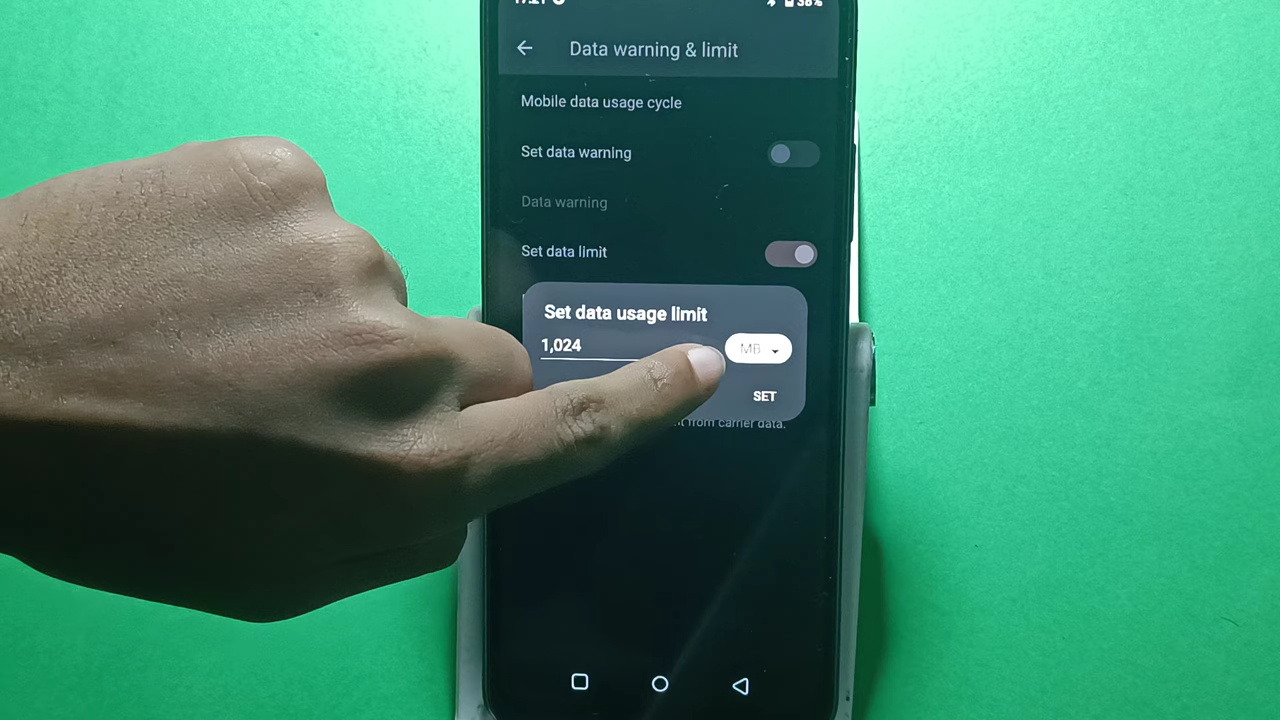 Data warning & limit
Mobile data usage cycle
Set data warning
Data warning
Set data limit
Set data usage limit
1,024
MB
SET
from carrier data.